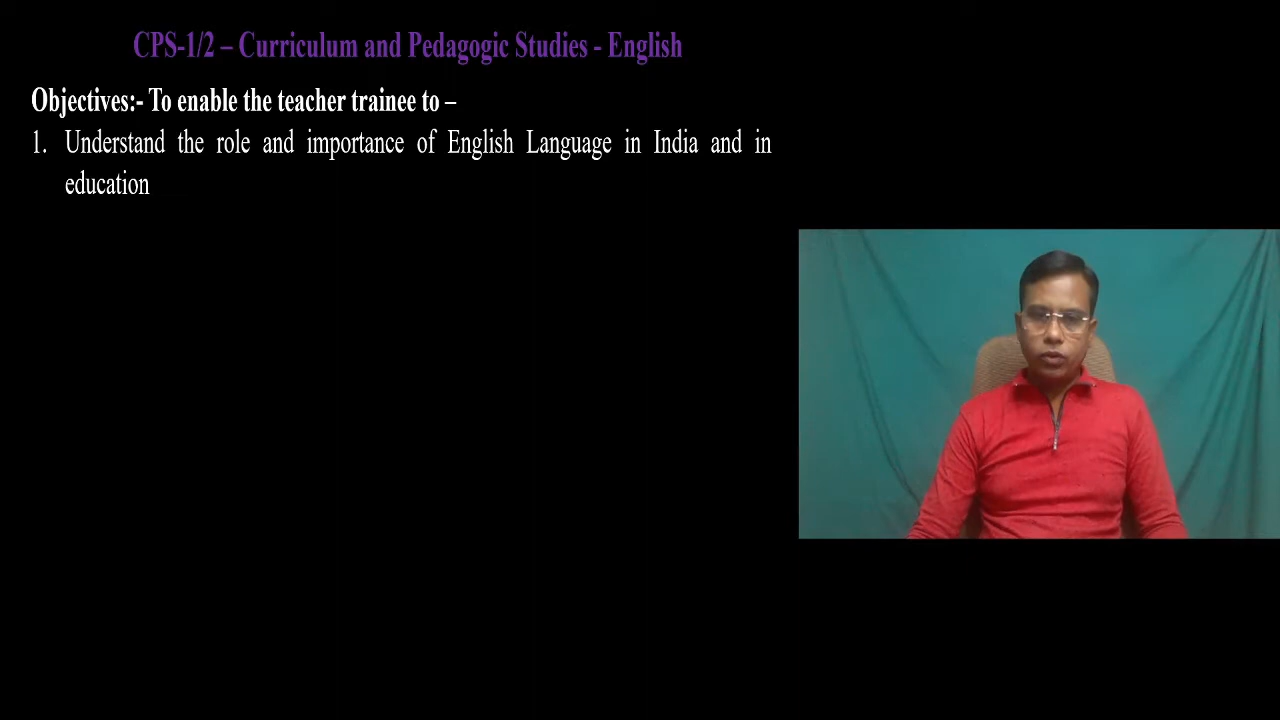 CPS-1/2 – Curriculum and Pedagogic Studies - English
Objectives:- To enable the teacher trainee to –
1. Understand the role and importance of English Language in India and in
education